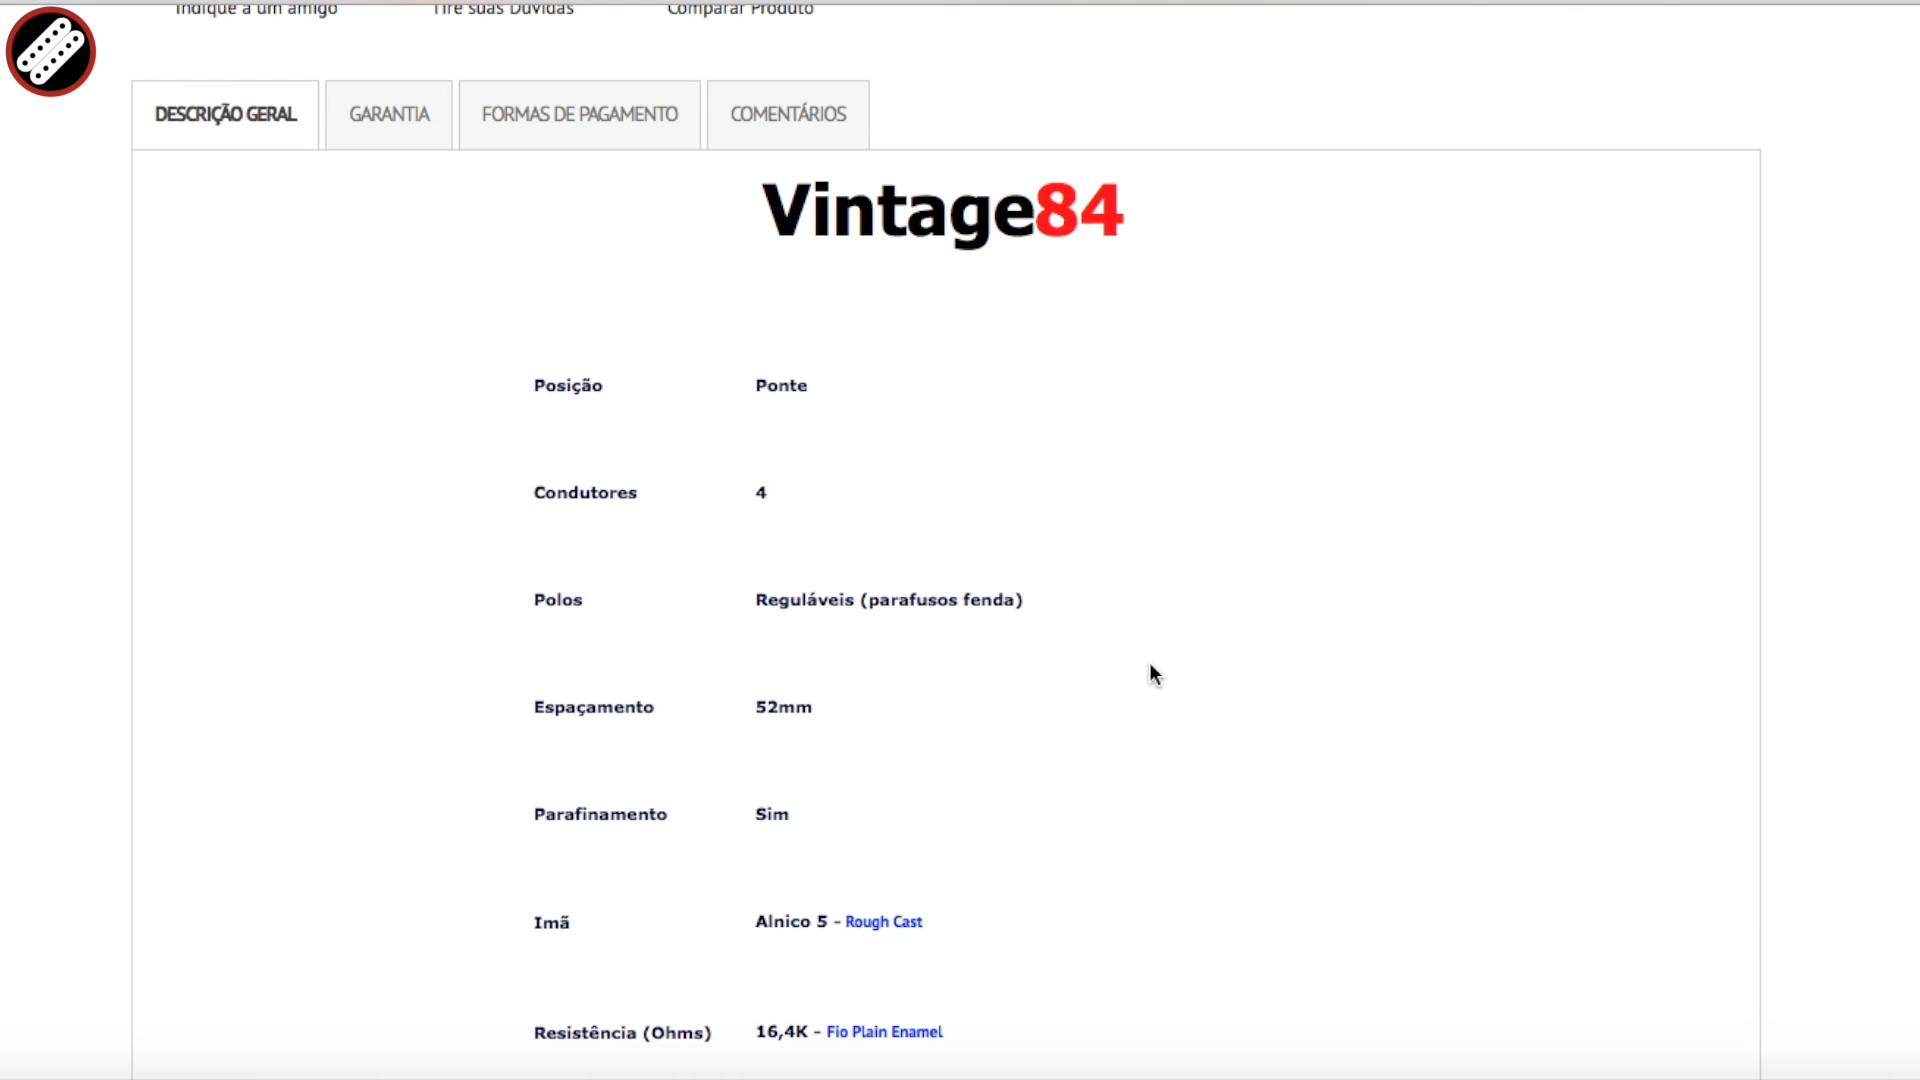 Indique a um amigo Tire suas Dúvidas Comparar Produto
DESCRIÇÃO GERAL GARANTIA FORMAS DE PAGAMENTO COMENTÁRIOS
Vintage84
Posição Ponte
Condutores 4
Polos Reguláveis (parafusos fenda)
Espaçamento 52mm
Parafinamento Sim
Imã Alnico 5 - Rough Cast
Resistência (Ohms) 16,4K - Fio Plain Enamel